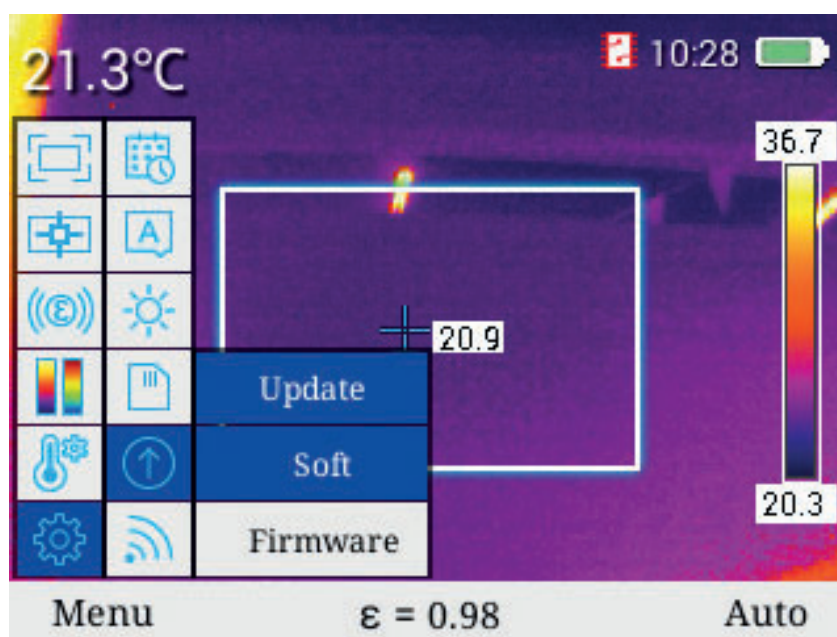 21.3°C
10:28
36.7
A
((ε))
20.9
Update
Soft
20.3
Firmware
Menu
ε = 0.98
Auto